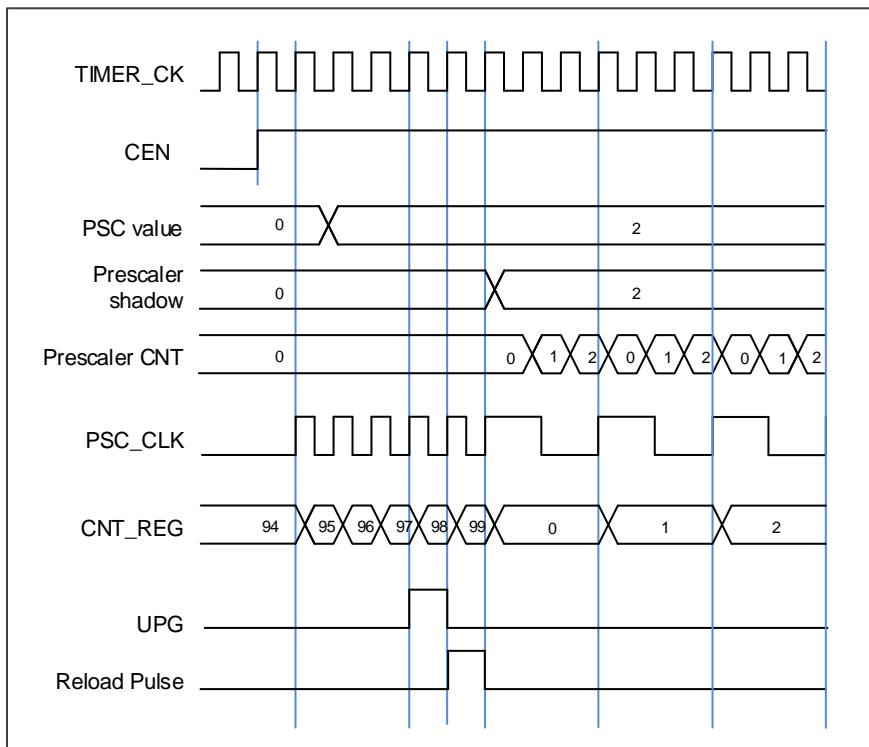 TIMER_CK
CEN
PSC value
0
2
Prescaler
shadow
0
2
Prescaler CNT
0
0
1
2
0
1
2
0
1
2
PSC_CLK
CNT_REG
94
95
96
97
98
99
0
1
2
UPG
Reload Pulse